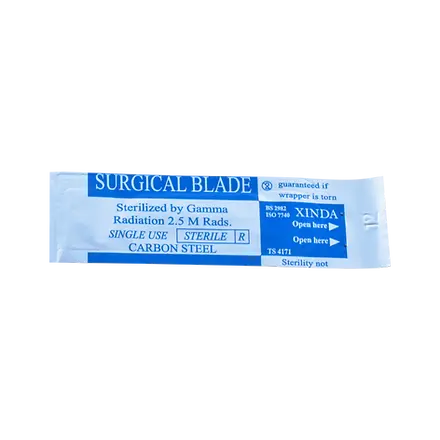 SURGICAL BLADE
Sterilized by Gamma
Radiation 2.5 M Rads.
SINGLE USE STERILE R
CARBON STEEL
guaranteed if
wrapper is torn
BS 2982
ISO 7740
XINDA
Open here
Open here
TS 4171
Sterility not